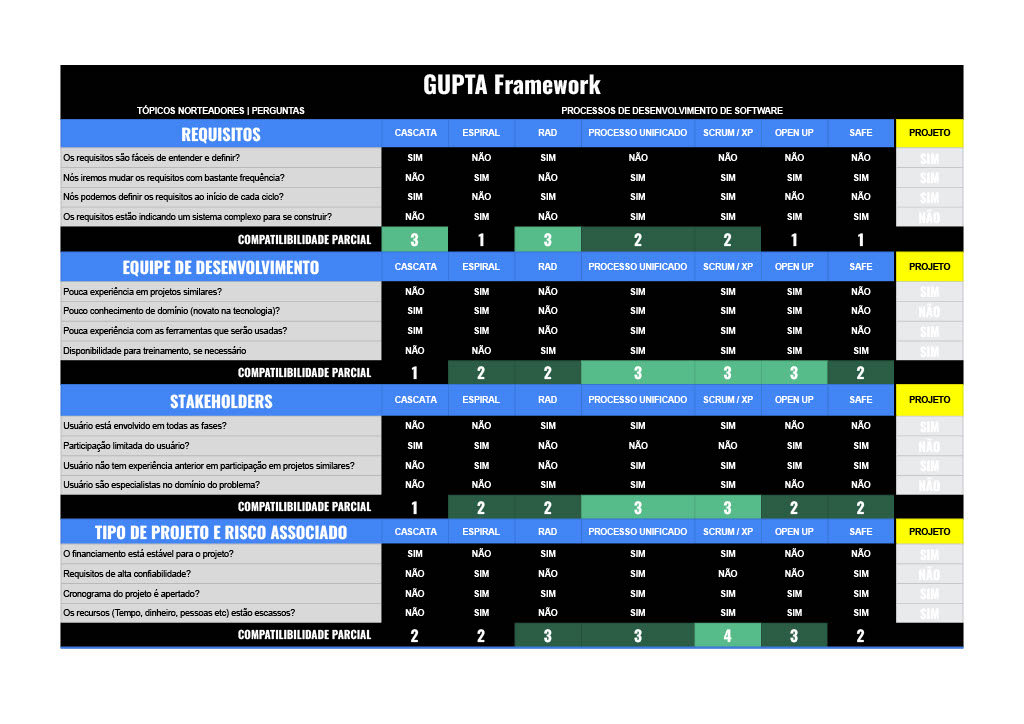 GUPTA Framework
TÓPICOS NORTEADORES | PERGUNTAS PROCESSOS DE DESENVOLVIMENTO DE SOFTWARE
REQUISITOS CASCATA ESPIRAL RAD PROCESSO UNIFICADO SCRUM / XP OPEN UP SAFE PROJETO
Os requisitos são fáceis de entender e definir? SIM NÃO SIM NÃO NÃO NÃO NÃO SIM
Nós iremos mudar os requisitos com bastante frequência? NÃO SIM NÃO SIM SIM SIM SIM SIM
Nós podemos definir os requisitos ao início de cada ciclo? SIM NÃO SIM SIM SIM NÃO NÃO SIM
Os requisitos estão indicando um sistema complexo para se construir? NÃO SIM NÃO SIM SIM SIM SIM NÃO
COMPATILIBILIDADE PARCIAL 3 1 3 2 2 1 1
EQUIPE DE DESENVOLVIMENTO CASCATA ESPIRAL RAD PROCESSO UNIFICADO SCRUM / XP OPEN UP SAFE PROJETO
Pouca experiência em projetos similares? NÃO SIM NÃO SIM SIM SIM NÃO SIM
Pouco conhecimento de domínio (novato na tecnologia)? SIM SIM NÃO SIM SIM SIM NÃO NÃO
Pouca experiência com as ferramentas que serão usadas? SIM SIM NÃO SIM SIM SIM NÃO SIM
Disponibilidade para treinamento, se necessário NÃO NÃO SIM SIM SIM SIM SIM SIM
COMPATILIBILIDADE PARCIAL 1 2 2 3 3 3 2
STAKEHOLDERS CASCATA ESPIRAL RAD PROCESSO UNIFICADO SCRUM / XP OPEN UP SAFE PROJETO
Usuário está envolvido em todas as fases? NÃO NÃO SIM SIM SIM NÃO NÃO SIM
Participação limitada do usuário? SIM SIM NÃO NÃO NÃO SIM SIM NÃO
Usuário não tem experiência anterior em participação em projetos similares? NÃO SIM NÃO SIM SIM SIM SIM SIM
Usuário são especialistas no domínio do problema? NÃO NÃO SIM SIM SIM NÃO NÃO NÃO
COMPATILIBILIDADE PARCIAL 1 2 2 3 3 2 2
TIPO DE PROJETO E RISCO ASSOCIADO CASCATA ESPIRAL RAD PROCESSO UNIFICADO SCRUM / XP OPEN UP SAFE PROJETO
O financiamento está estável para o projeto? SIM NÃO SIM SIM SIM NÃO NÃO SIM
Requisitos de alta confiabilidade? NÃO SIM NÃO SIM NÃO NÃO SIM NÃO
Cronograma do projeto é apertado? NÃO SIM SIM SIM SIM SIM SIM SIM
Os recursos (Tempo, dinheiro, pessoas etc) estão escassos? NÃO SIM NÃO SIM SIM SIM SIM SIM
COMPATILIBILIDADE PARCIAL 2 2 3 3 4 3 2